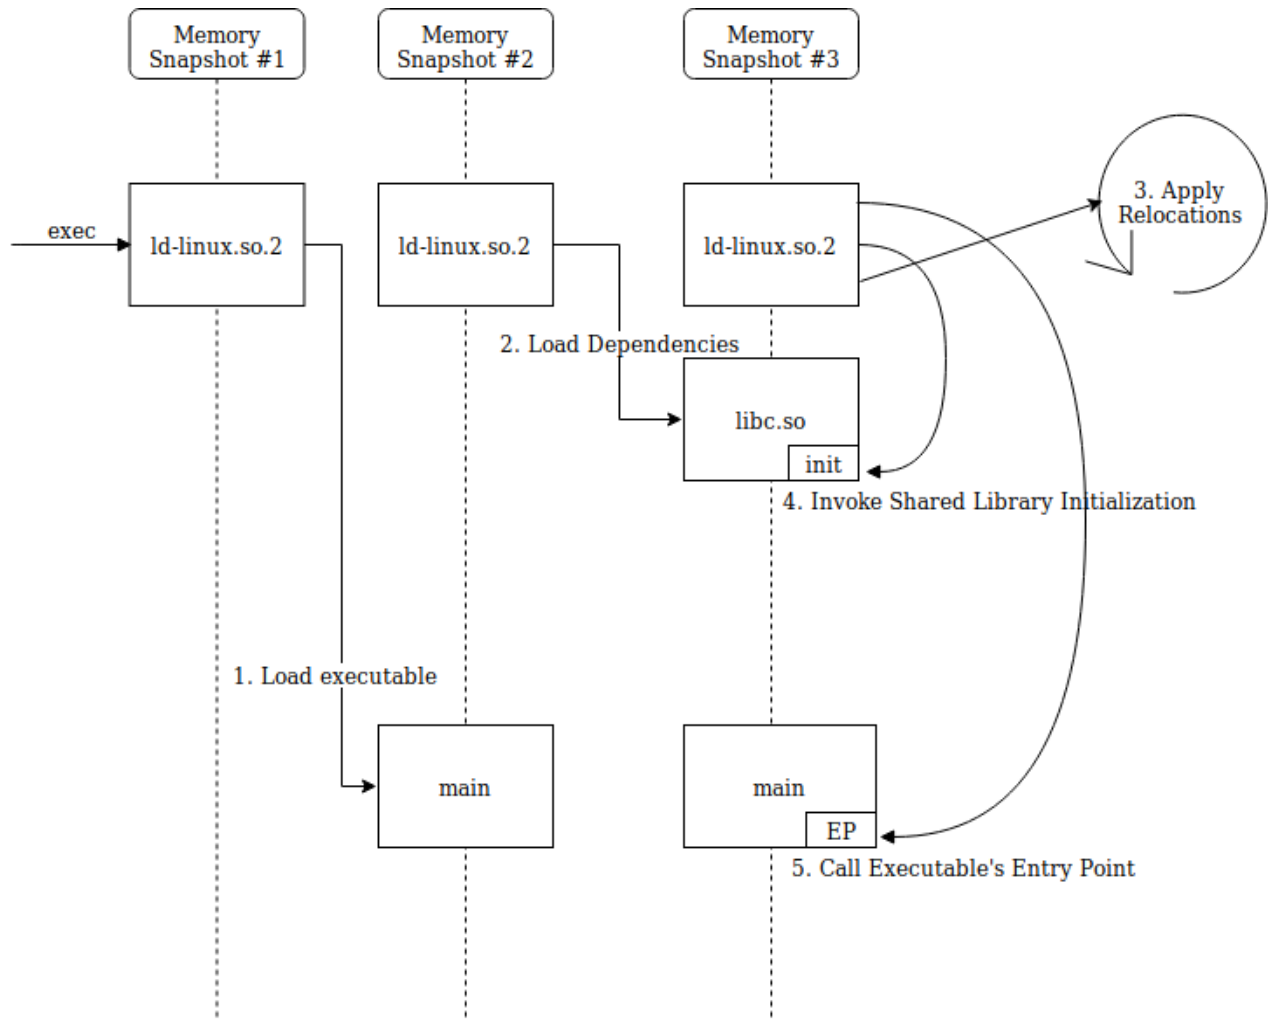 Memory
Snapshot #1
Memory
Snapshot #2
Memory
Snapshot #3
exec
ld-linux.so.2
ld-linux.so.2
ld-linux.so.2
3. Apply
Relocations
2. Load Dependencies
libc.so
init
4. Invoke Shared Library Initialization
1. Load executable
main
main
EP
5. Call Executable's Entry Point